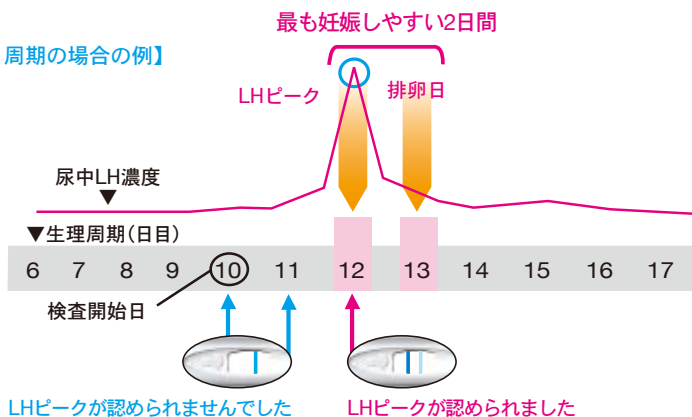 最も妊娠しやすい2日間
周期の場合の例】
LHピーク
排卵日
尿中LH濃度
▼
▼生理周期(日目)
6 7 8 9 10 11 12 13 14 15 16 17
検査開始日
LHピークが認められませんでした
LHピークが認められました